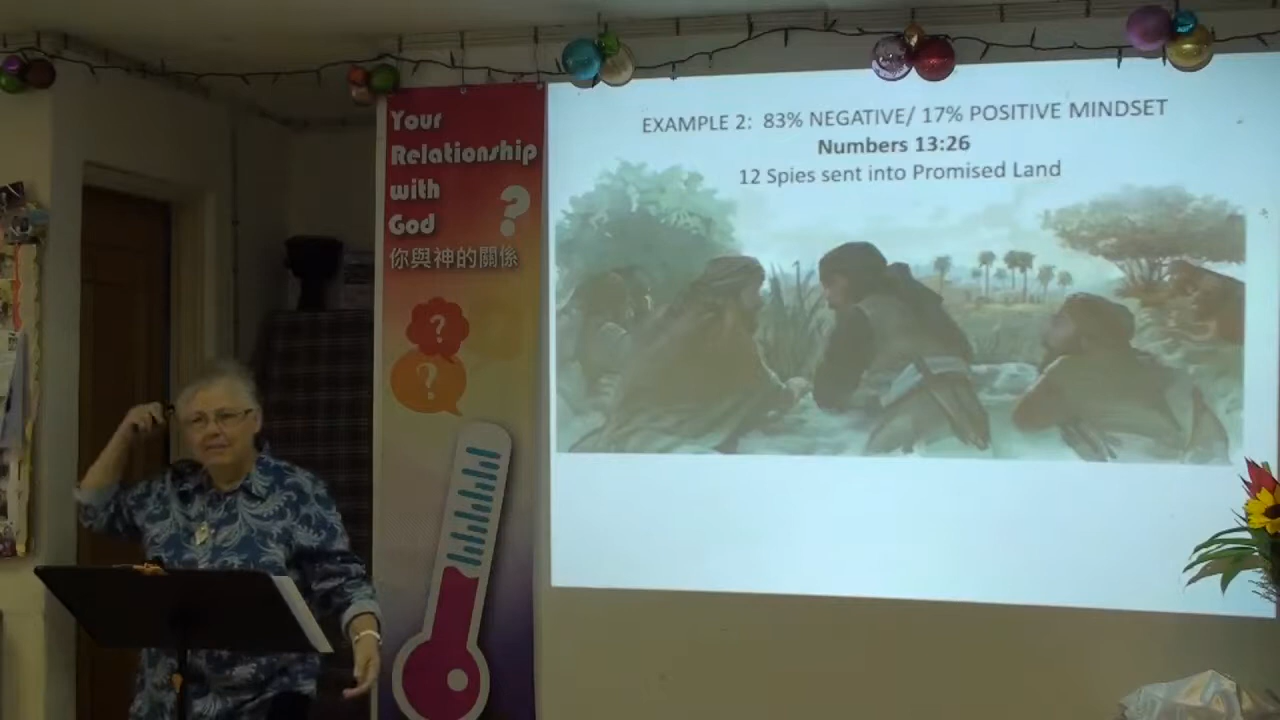 Your
Relationship
with
God
?
你與神的關係
?
?
EXAMPLE 2: 83% NEGATIVE/ 17% POSITIVE MINDSET
Numbers 13:26
12 Spies sent into Promised Land